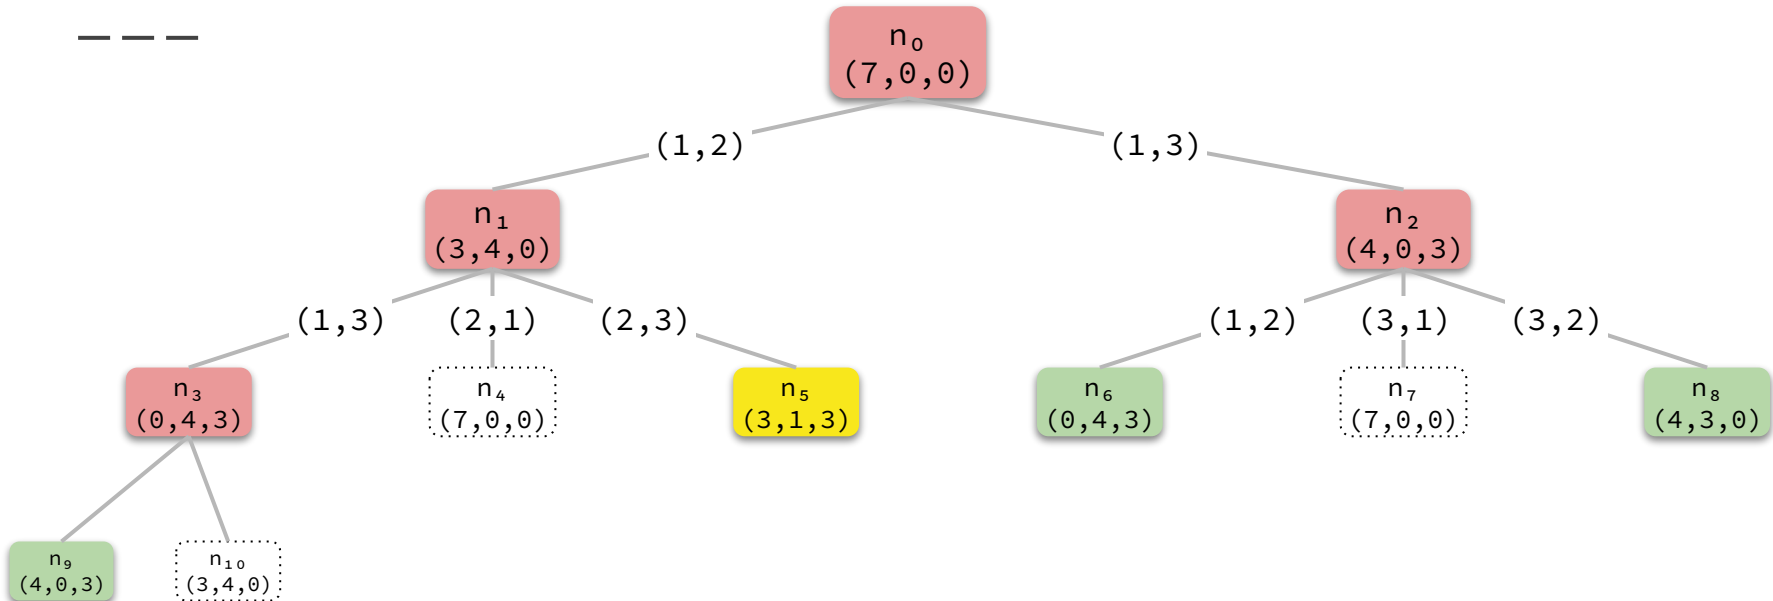 n₀
(7,0,0)
(1,2)
(1,3)
n₁
(3,4,0)
n₂
(4,0,3)
(1,3)
(2,1)
(2,3)
(1,2)
(3,1)
(3,2)
n₃
(0,4,3)
n₄
(7,0,0)
n₅
(3,1,3)
n₆
(0,4,3)
n₇
(7,0,0)
n₈
(4,3,0)
n₉
(4,0,3)
n₁₀
(3,4,0)